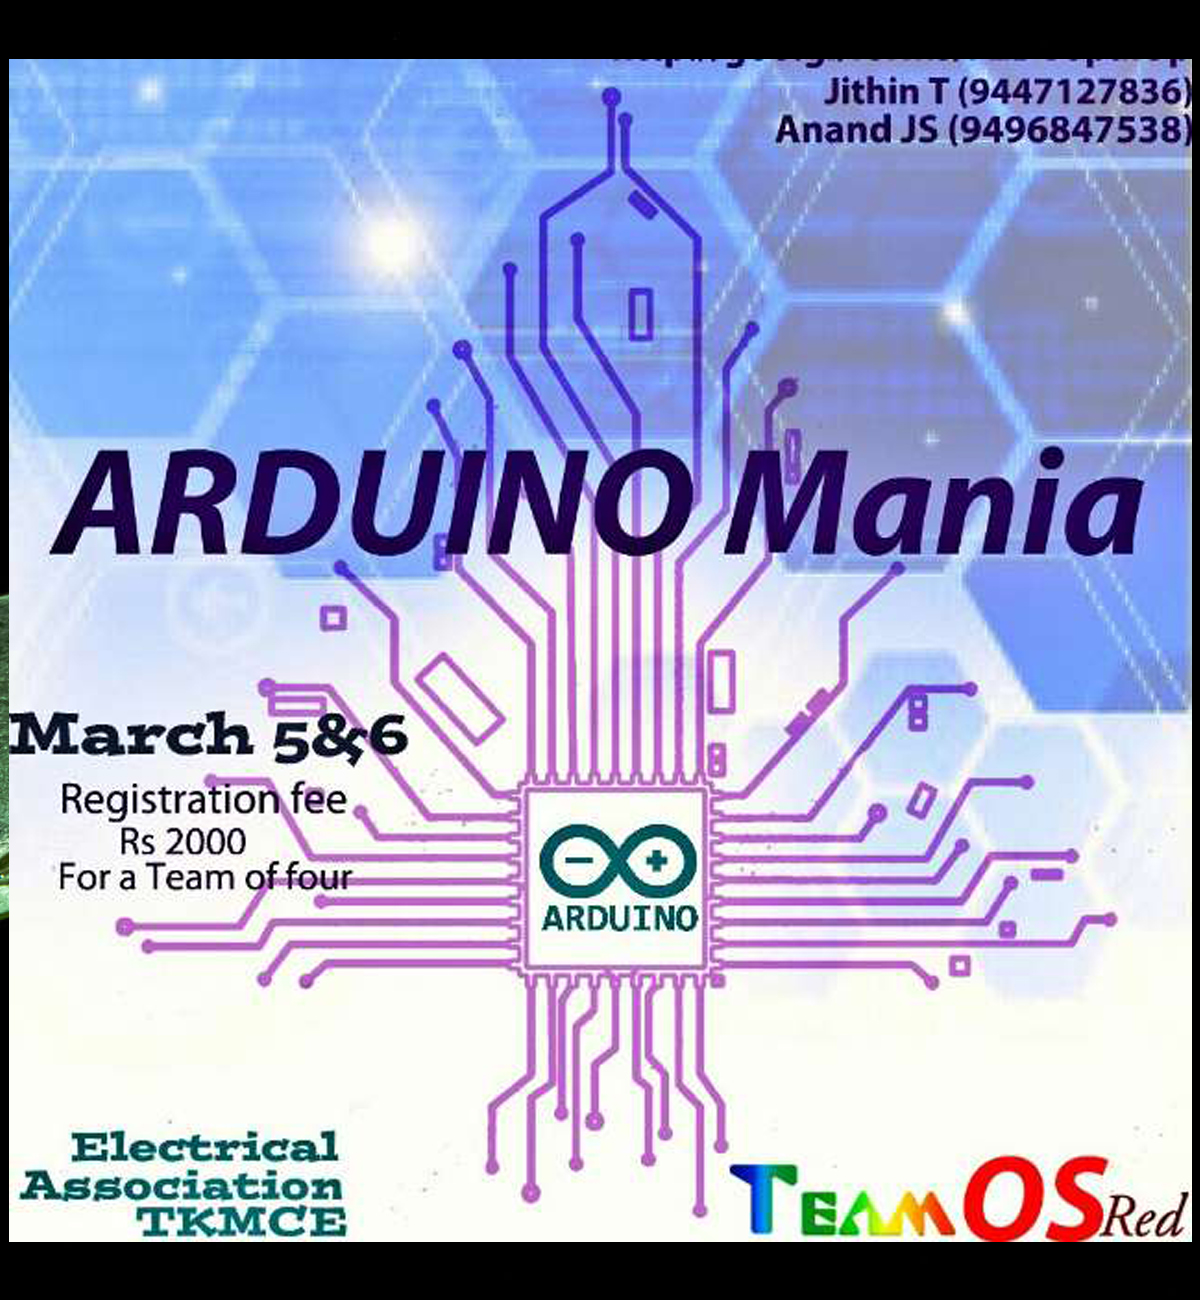 Jithin T (9447127836)
Anand JS (9496847538)
ARDUINO Mania
March 5&6
Registration fee
Rs 2000
For a Team of four
ARDUINO
Electrical
Association
TKMCE
TEAM OS Red